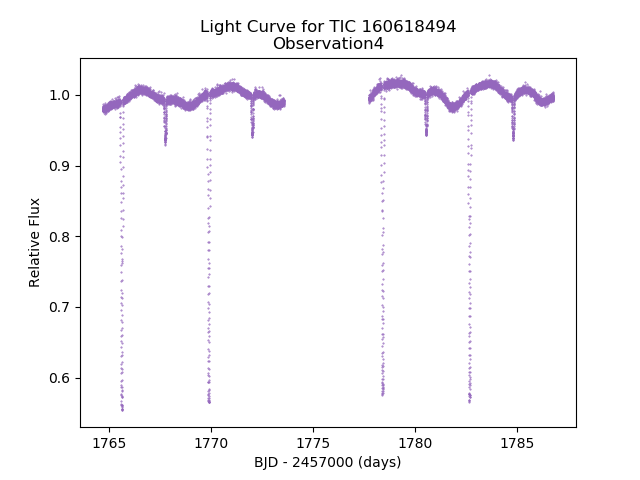 Light Curve for TIC 160618494
Observation4
1.0
0.9
0.8
0.7
0.6
Relative Flux
1765
1770
1775
1780
1785
BJD - 2457000 (days)